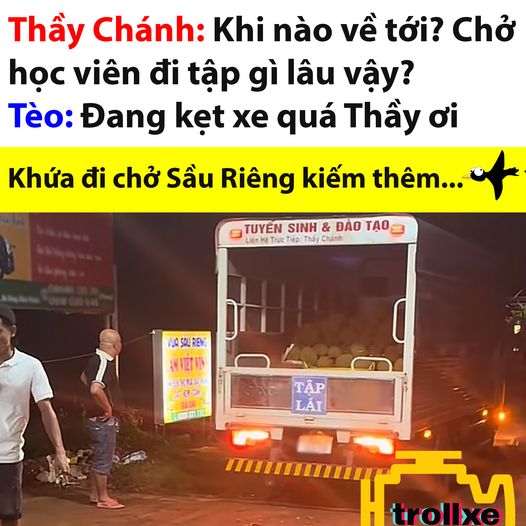 Thầy Chánh: Khi nào về tới? Chở
học viên đi tập gì lâu vậy?
Tèo: Đang kẹt xe quá Thầy ơi
Khứa đi chở Sầu Riêng kiếm thêm...
TUYỂN SINH & ĐÀO TẠO
Liên Hệ Trực Tiếp: Thầy Chánh
VỰA SẦU RIÊNG
TẬP
LÁI
trollxe